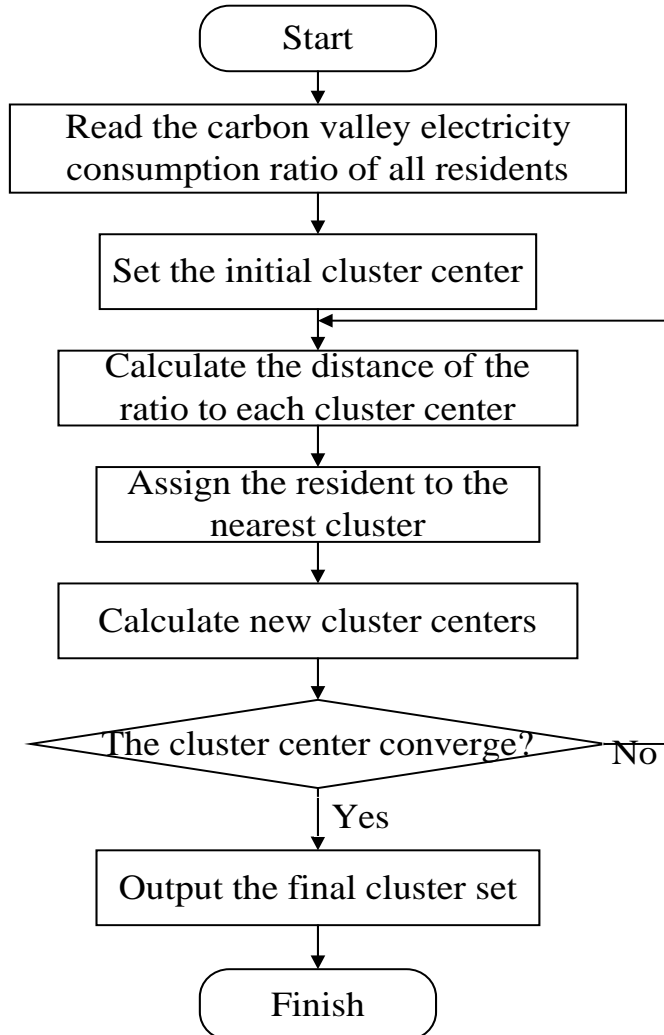 Start
Read the carbon valley electricity
consumption ratio of all residents
Set the initial cluster center
Calculate the distance of the
ratio to each cluster center
Assign the resident to the
nearest cluster
Calculate new cluster centers
The cluster center converge?
No
Yes
Output the final cluster set
Finish